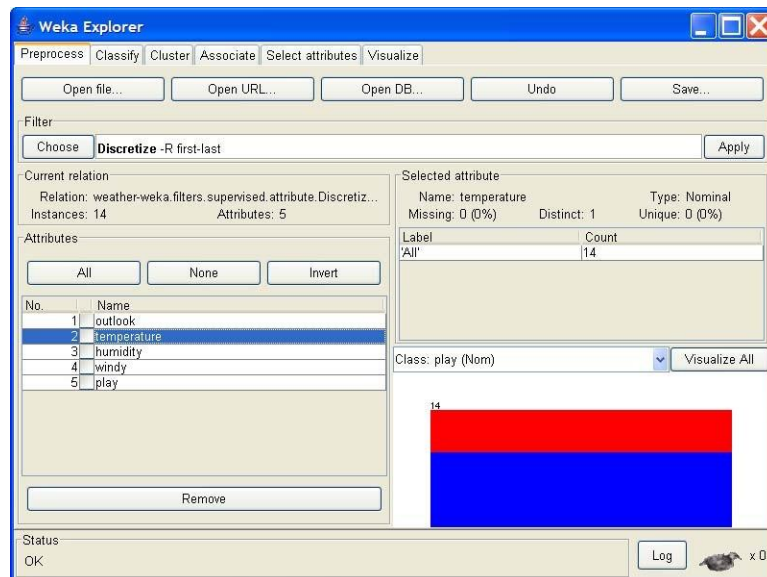 Weka Explorer
Preprocess Classify Cluster Associate Select attributes Visualize
Open file... Open URL... Open DB... Undo Save...
Filter
Choose Discretize -R first-last Apply
Current relation
Relation: weather-weka.filters.supervised.attribute.Discretiz...
Instances: 14 Attributes: 5
Selected attribute
Name: temperature Type: Nominal
Missing: 0 (0%) Distinct: 1 Unique: 0 (0%)
Label Count
'All' 14
Attributes
All None Invert
No. Name
1 outlook
2 temperature
3 humidity
4 windy
5 play
Remove
Class: play (Nom) Visualize All
14
Status
OK
Log x 0